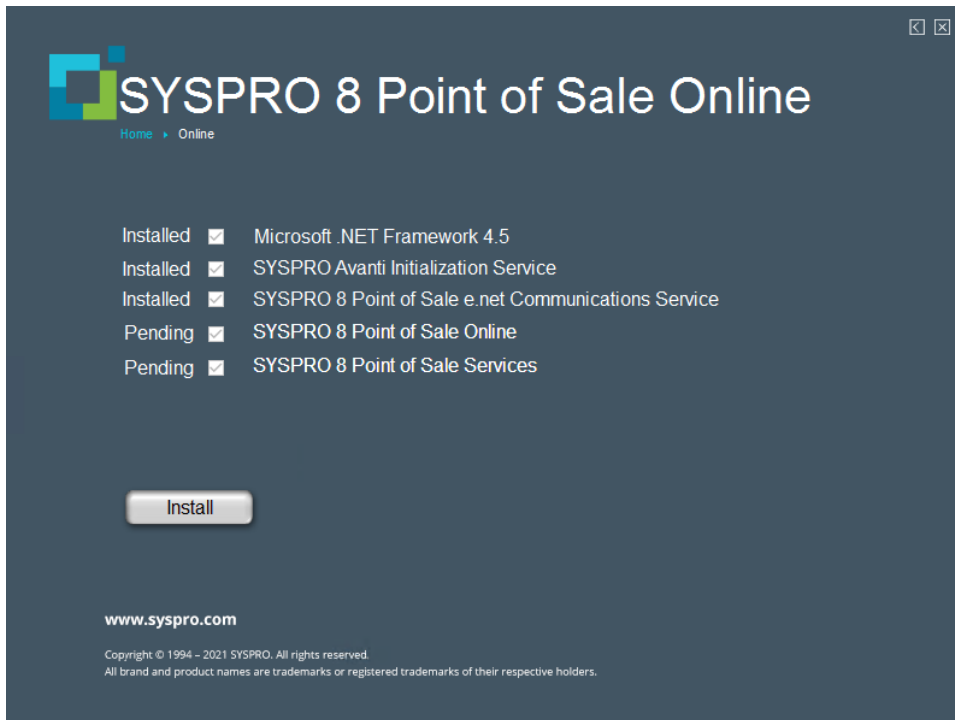 SYSPRO 8 Point of Sale Online
Home ▸ Online
Installed Microsoft .NET Framework 4.5
Installed SYSPRO Avanti Initialization Service
Installed SYSPRO 8 Point of Sale e.net Communications Service
Pending SYSPRO 8 Point of Sale Online
Pending SYSPRO 8 Point of Sale Services
Install
www.syspro.com
Copyright © 1994 – 2021 SYSPRO. All rights reserved.
All brand and product names are trademarks or registered trademarks of their respective holders.